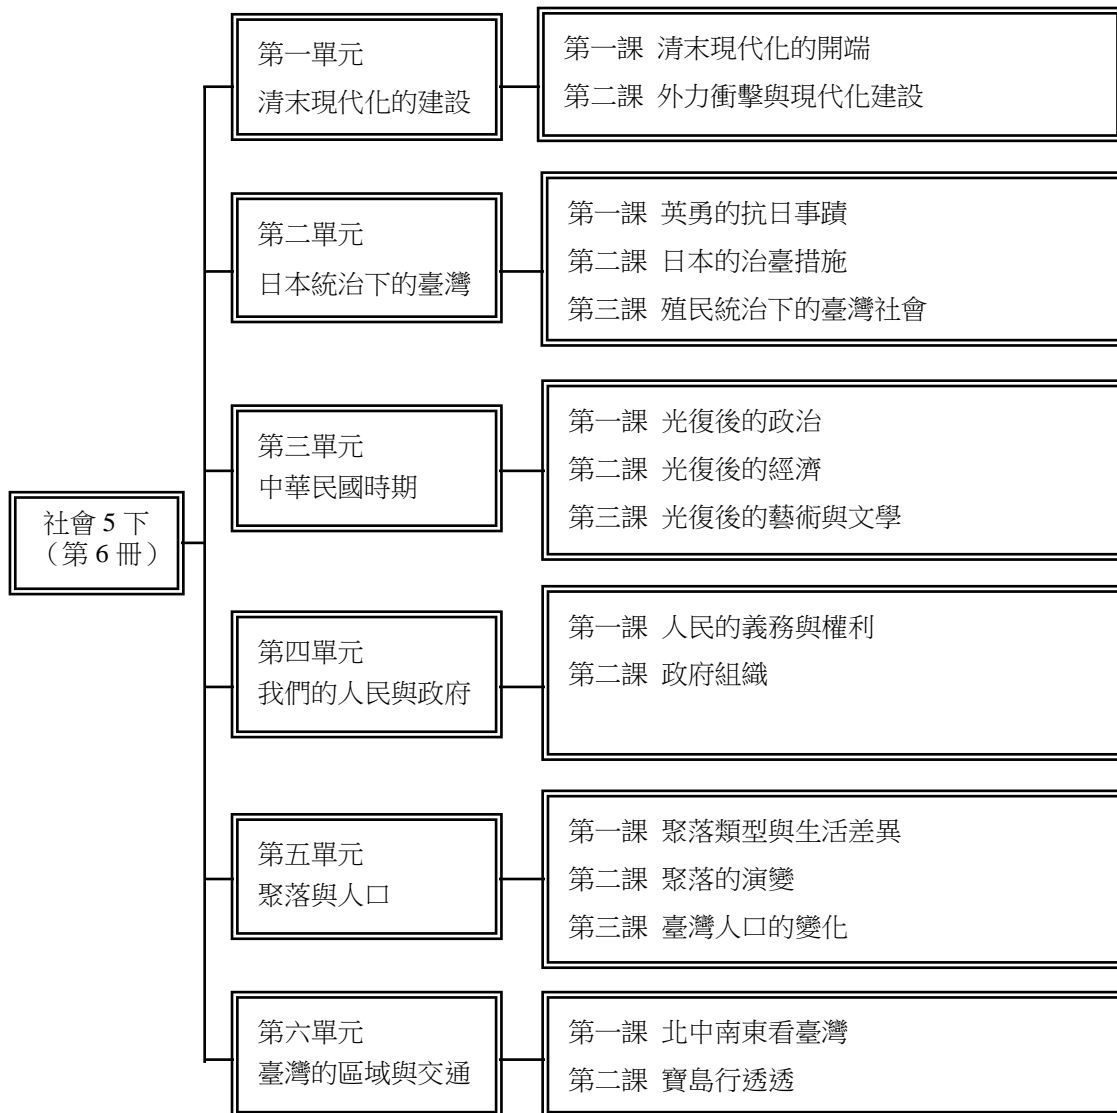 社會 5 下
（第 6 冊）
第一單元
清末現代化的建設
第一課 清末現代化的開端
第二課 外力衝擊與現代化建設
第二單元
日本統治下的臺灣
第一課 英勇的抗日事蹟
第二課 日本的治臺措施
第三課 殖民統治下的臺灣社會
第三單元
中華民國時期
第一課 光復後的政治
第二課 光復後的經濟
第三課 光復後的藝術與文學
第四單元
我們的人民與政府
第一課 人民的義務與權利
第二課 政府組織
第五單元
聚落與人口
第一課 聚落類型與生活差異
第二課 聚落的演變
第三課 臺灣人口的變化
第六單元
臺灣的區域與交通
第一課 北中南東看臺灣
第二課 寶島行透透